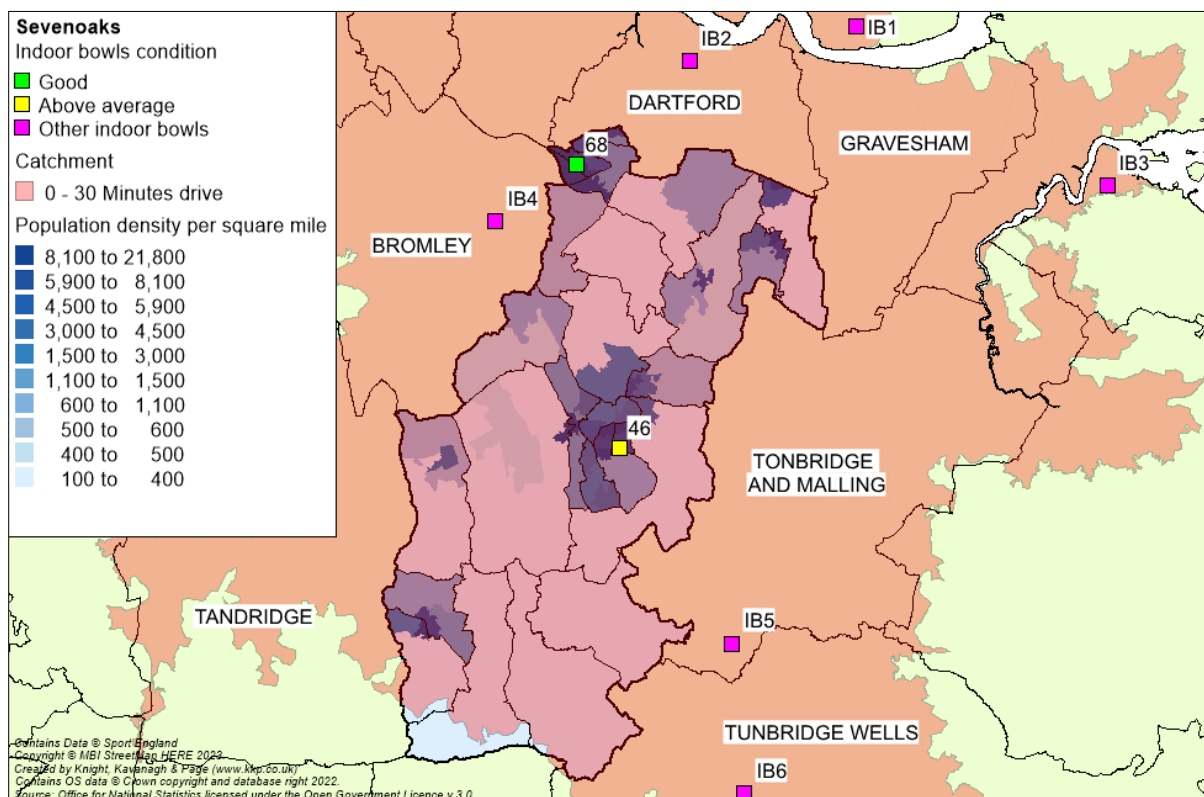 Sevenoaks
Indoor bowls condition
Good
Above average
Other indoor bowls
Catchment
0 - 30 Minutes drive
Population density per square mile
8,100 to 21,800
5,900 to 8,100
4,500 to 5,900
3,000 to 4,500
1,500 to 3,000
1,100 to 1,500
600 to 1,100
500 to 600
400 to 500
100 to 400
IB1
IB2
DARTFORD
68
GRAVESHAM
IB3
IB4
BROMLEY
46
TONBRIDGE
AND MALLING
TANDRIDGE
IB5
TUNBRIDGE WELLS
IB6
Contains Data © Sport England
Copyright © MBI StreetMap HERE 2023
Created by Knight, Kavanagh & Page (www.kkp.co.uk)
Contains OS data © Crown copyright and database right 2022.
Source: Office for National Statistics licensed under the Open Government Licence v.3.0